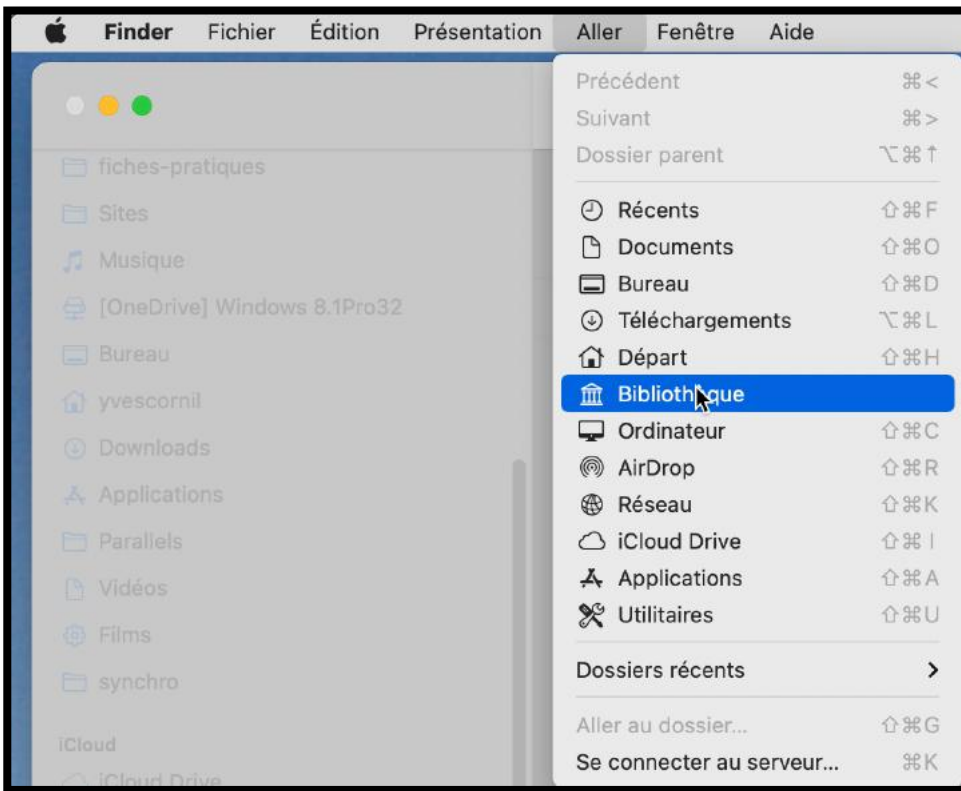 Finder Fichier Édition Présentation Aller Fenêtre Aide
fiches-pratiques
Sites
Musique
[OneDrive] Windows 8.1Pro32
Bureau
yvescornil
Downloads
Applications
Parallels
Vidéos
Films
synchro
iCloud
iCloud Drive
Précédent ⌘<
Suivant ⌘>
Dossier parent ⌥⌘↑
Récents ⇧⌘F
Documents ⇧⌘O
Bureau ⇧⌘D
Téléchargements ⌥⌘L
Départ ⇧⌘H
Bibliothèque
Ordinateur ⇧⌘C
AirDrop ⇧⌘R
Réseau ⇧⌘K
iCloud Drive ⇧⌘I
Applications ⇧⌘A
Utilitaires ⇧⌘U
Dossiers récents >
Aller au dossier... ⇧⌘G
Se connecter au serveur... ⌘K